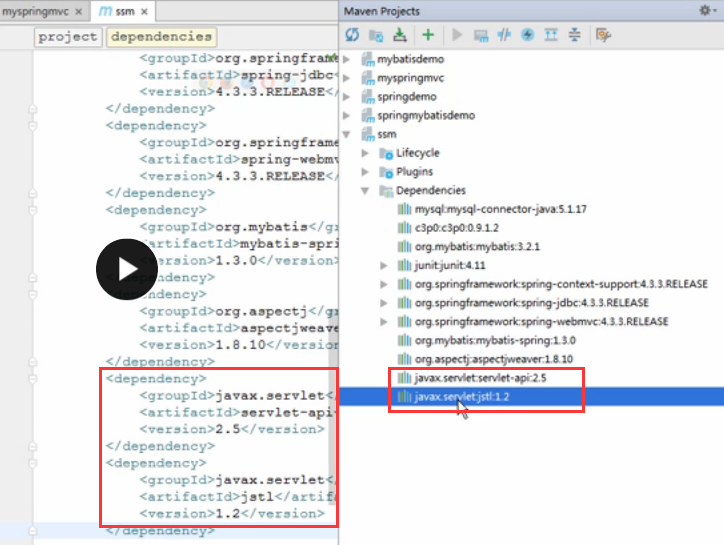 myspringmvc × m ssm ×
project dependencies
<groupId>org.springframe
<artifactId>spring-jdbc<
<version>4.3.3.RELEASE<
</dependency>
<dependency>
<groupId>org.springframe
<artifactId>spring-webmv
<version>4.3.3.RELEASE</
</dependency>
<dependency>
<groupId>org.mybatis</g
<artifactId>mybatis-spri
<version>1.3.0</version>
</dependency>
<dependency>
<groupId>org.aspectj</g
<artifactId>aspectjweave
<version>1.8.10</version
</dependency>
<dependency>
<groupId>javax.servlet<
<artifactId>servlet-api
<version>2.5</version>
</dependency>
<dependency>
<groupId>javax.servlet<
<artifactId>jstl</artif
<version>1.2</version>
</dependency>
Maven Projects
mybatisdemo
myspringmvc
springdemo
springmybatisdemo
ssm
Lifecycle
Plugins
Dependencies
mysql:mysql-connector-java:5.1.17
c3p0:c3p0:0.9.1.2
org.mybatis:mybatis:3.2.1
junit:junit:4.11
org.springframework:spring-context-support:4.3.3.RELEASE
org.springframework:spring-jdbc:4.3.3.RELEASE
org.springframework:spring-webmvc:4.3.3.RELEASE
org.mybatis:mybatis-spring:1.3.0
org.aspectj:aspectjweaver:1.8.10
javax.servlet:servlet-api:2.5
javax.servlet:jstl:1.2